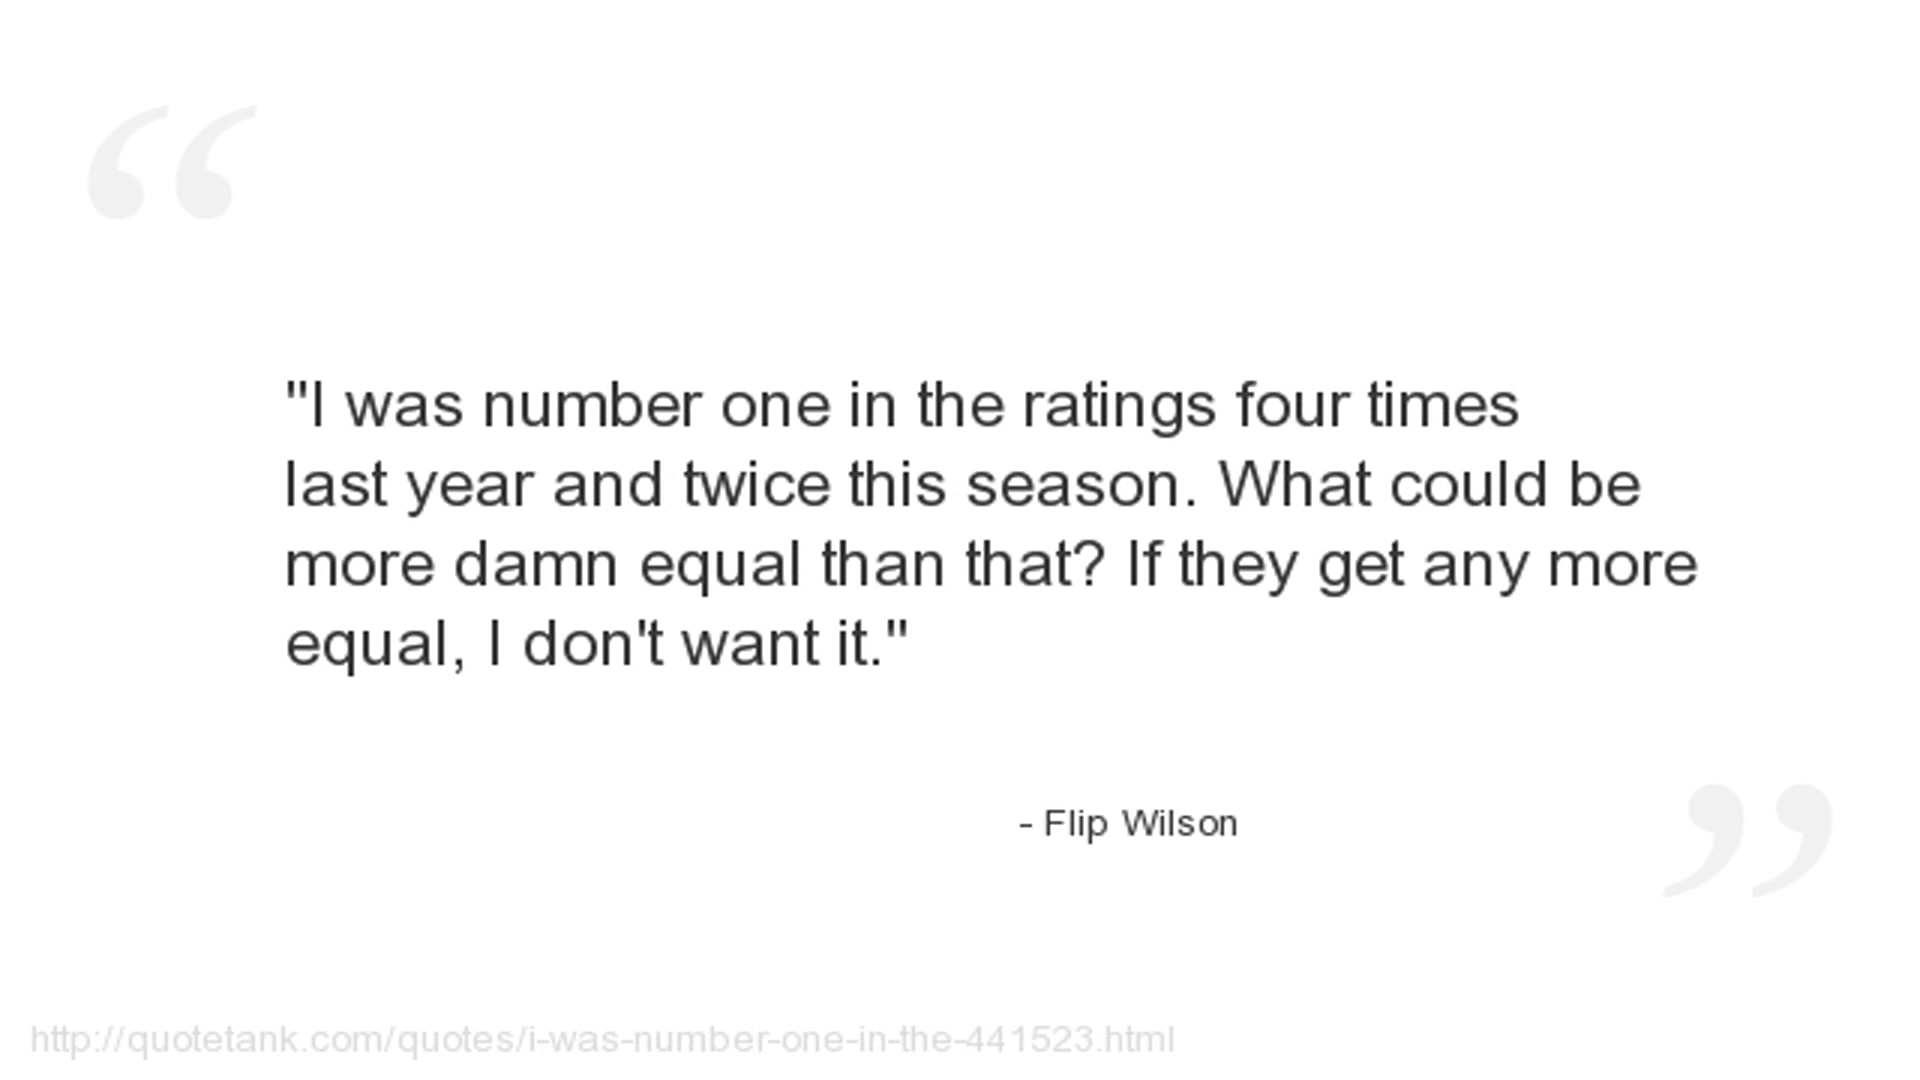 "I was number one in the ratings four times
last year and twice this season. What could be
more damn equal than that? If they get any more
equal, I don't want it."
- Flip Wilson
http://quotetank.com/quotes/i-was-number-one-in-the-441523.html